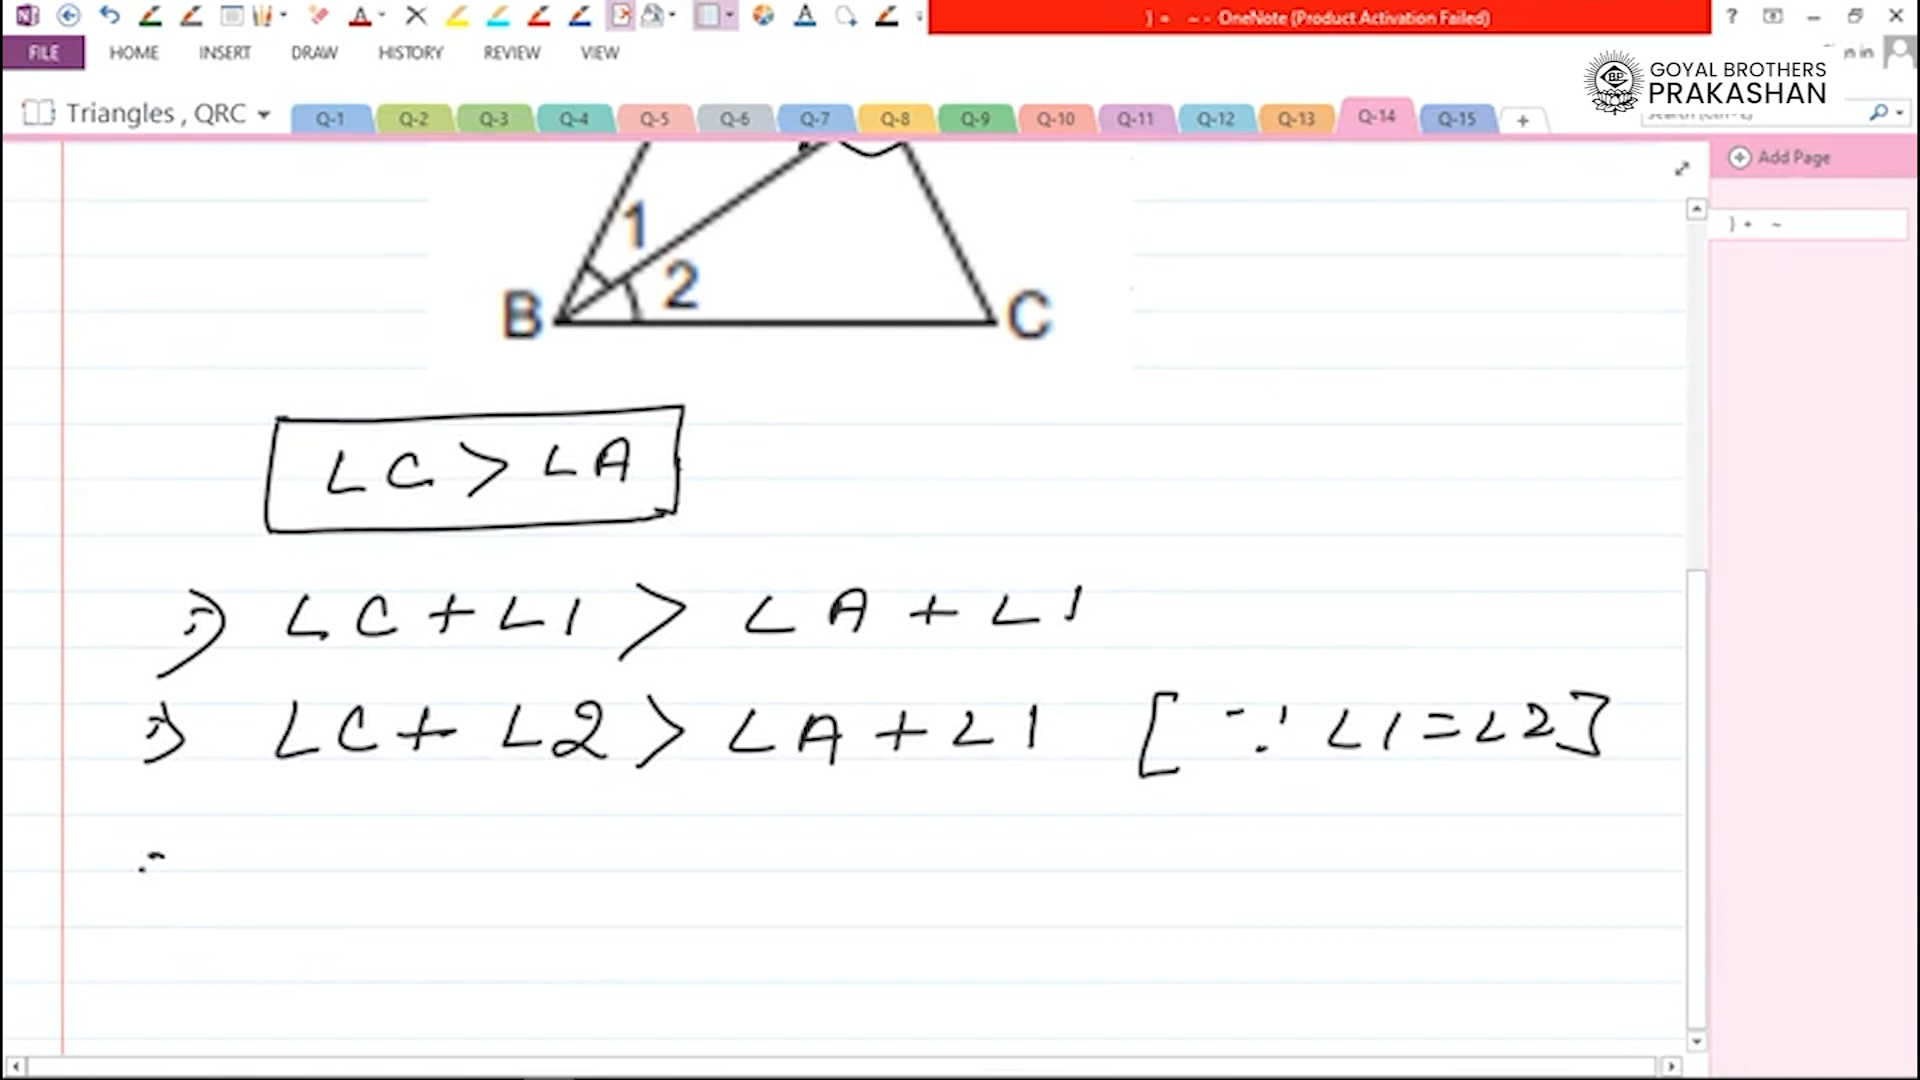 } = ~ - OneNote (Product Activation Failed)
FILE HOME INSERT DRAW HISTORY REVIEW VIEW
GOYAL BROTHERS
PRAKASHAN
Triangles , QRC Q-1 Q-2 Q-3 Q-4 Q-5 Q-6 Q-7 Q-8 Q-9 Q-10 Q-11 Q-12 Q-13 Q-14 Q-15 +
Add Page
} + ~
1
2
B C
∠C > ∠A
⇒ ∠C + ∠1 > ∠A + ∠1
⇒ ∠C + ∠2 > ∠A + ∠1 [∵ ∠1 = ∠2]